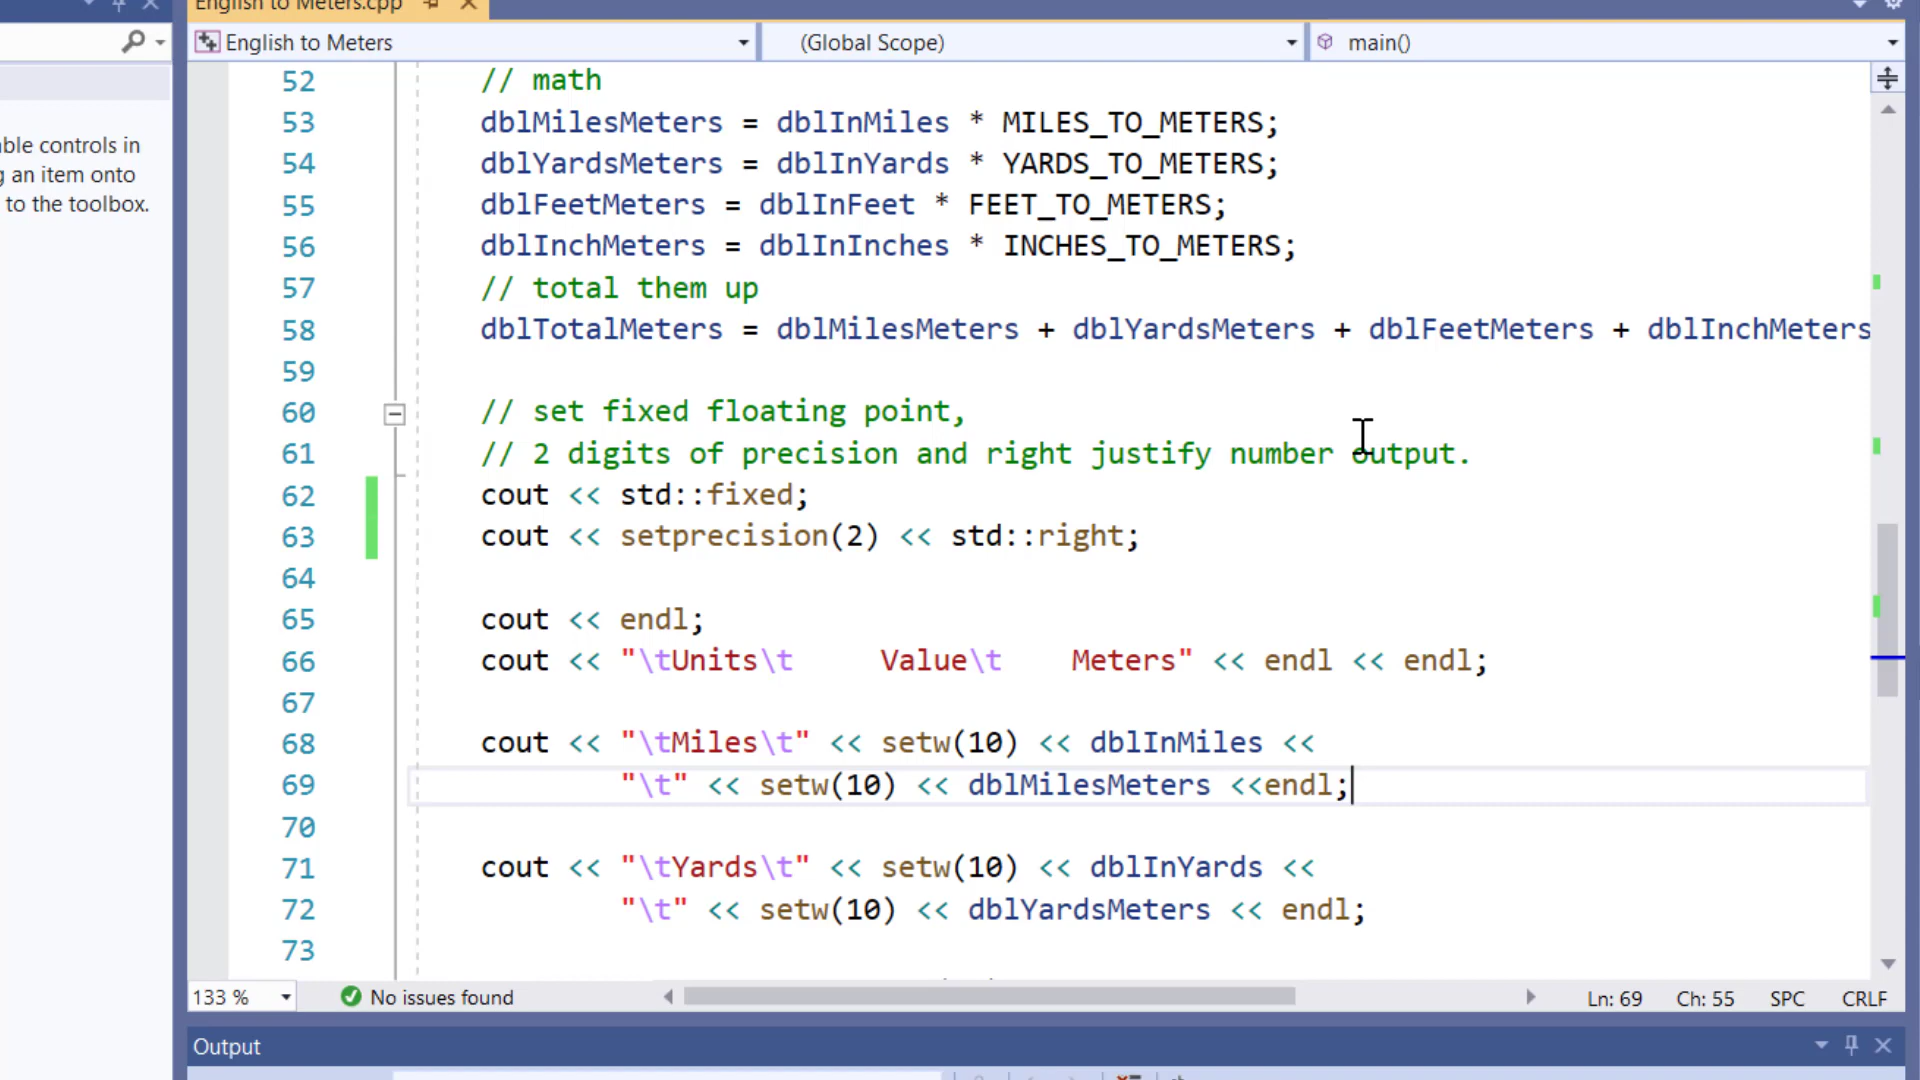 English to Meters.cpp
English to Meters
(Global Scope)
main()
able controls in
g an item onto
to the toolbox.
52 // math
53 dblMilesMeters = dblInMiles * MILES_TO_METERS;
54 dblYardsMeters = dblInYards * YARDS_TO_METERS;
55 dblFeetMeters = dblInFeet * FEET_TO_METERS;
56 dblInchMeters = dblInInches * INCHES_TO_METERS;
57 // total them up
58 dblTotalMeters = dblMilesMeters + dblYardsMeters + dblFeetMeters + dblInchMeters
59
60 // set fixed floating point,
61 // 2 digits of precision and right justify number output.
62 cout << std::fixed;
63 cout << setprecision(2) << std::right;
64
65 cout << endl;
66 cout << "\tUnits\t     Value\t    Meters" << endl << endl;
67
68 cout << "\tMiles\t" << setw(10) << dblInMiles <<
69 "\t" << setw(10) << dblMilesMeters <<endl;
70
71 cout << "\tYards\t" << setw(10) << dblInYards <<
72 "\t" << setw(10) << dblYardsMeters << endl;
73
133 %
No issues found
Ln: 69
Ch: 55
SPC
CRLF
Output